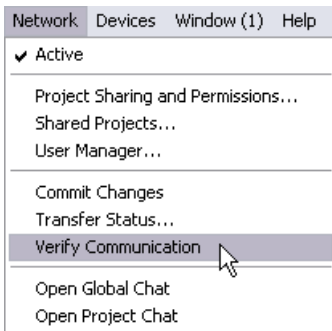 Network Devices Window (1) Help
✔ Active
Project Sharing and Permissions...
Shared Projects...
User Manager...
Commit Changes
Transfer Status...
Verify Communication
Open Global Chat
Open Project Chat